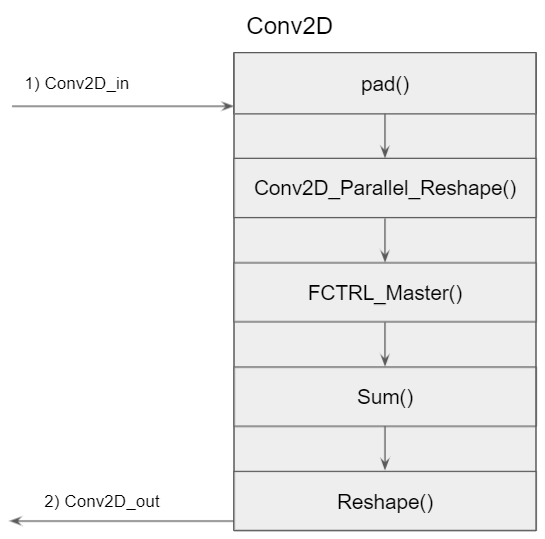 Conv2D
1) Conv2D_in
pad()
Conv2D_Parallel_Reshape()
FCTRL_Master()
Sum()
2) Conv2D_out
Reshape()